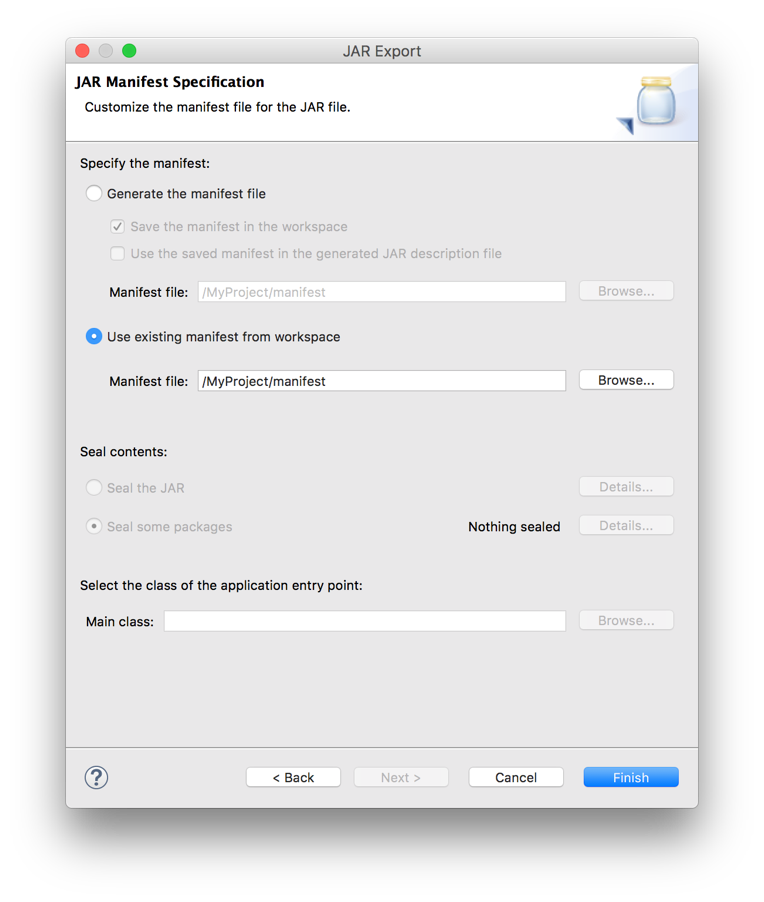 JAR Export
JAR Manifest Specification
Customize the manifest file for the JAR file.
Specify the manifest:
Generate the manifest file
Save the manifest in the workspace
Use the saved manifest in the generated JAR description file
Manifest file: /MyProject/manifest Browse...
Use existing manifest from workspace
Manifest file: /MyProject/manifest Browse...
Seal contents:
Seal the JAR Details...
Seal some packages Nothing sealed Details...
Select the class of the application entry point:
Main class: Browse...
? < Back Next > Cancel Finish